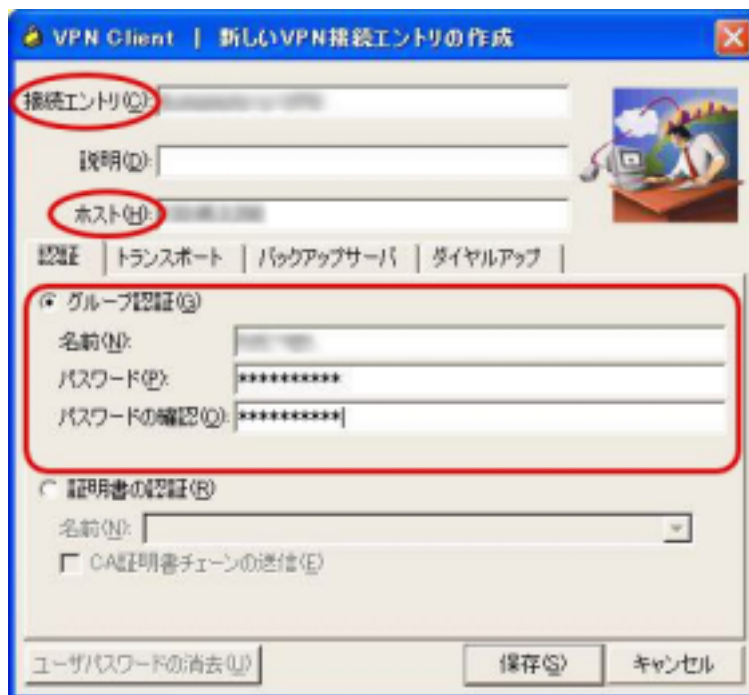 VPN Client | 新しいVPN接続エントリの作成
接続エントリ(C):
説明(D):
ホスト(H):
認証 | トランスポート | バックアップサーバ | ダイヤルアップ |
グループ認証(G)
名前(N):
パスワード(P): **********
パスワードの確認(O): **********
証明書の認証(R)
名前(N):
CA証明書チェーンの送信(E)
ユーザパスワードの消去(U) 保存(S) キャンセル